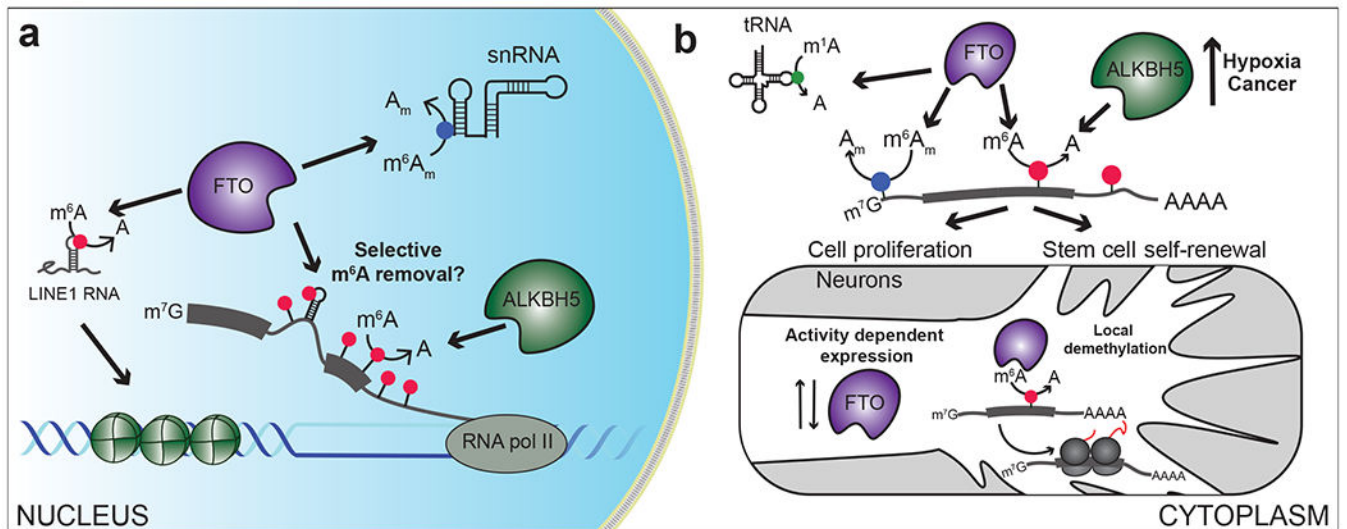 a
snRNA
Aₘ
m⁶Aₘ
FTO
m⁶A
A
LINE1 RNA
Selective
m⁶A removal?
ALKBH5
m⁷G
m⁶A
A
RNA pol II
NUCLEUS
b
tRNA
m¹A
A
FTO
ALKBH5
Hypoxia
Cancer
Aₘ
m⁶Aₘ
m⁶A
A
m⁷G
AAAA
Cell proliferation
Stem cell self-renewal
Neurons
Activity dependent
expression
FTO
Local
demethylation
m⁶A
A
m⁷G
AAAA
m⁷G
AAAA
CYTOPLASM